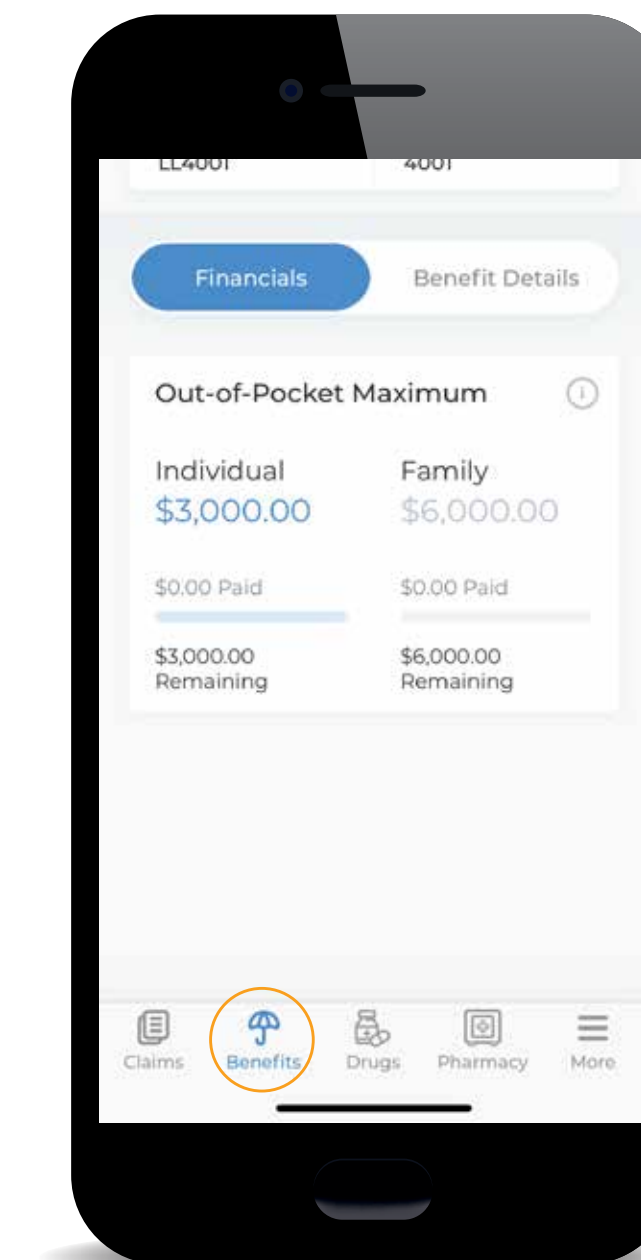 LL4001 4001
Financials Benefit Details
Out-of-Pocket Maximum
Individual Family
$3,000.00 $6,000.00
$0.00 Paid $0.00 Paid
$3,000.00 $6,000.00
Remaining Remaining
Claims Benefits Drugs Pharmacy More